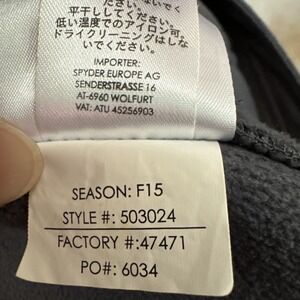 平干ししてください。
低い温度でのアイロン可。
ドライクリーニングはしな
いでください。
IMPORTER:
SPYDER EUROPE AG
SENDERSTRASSE 16
AT-6960 WOLFURT
VAT: ATU 45256903
SEASON: F15
STYLE #: 503024
FACTORY #:47471
PO#: 6034